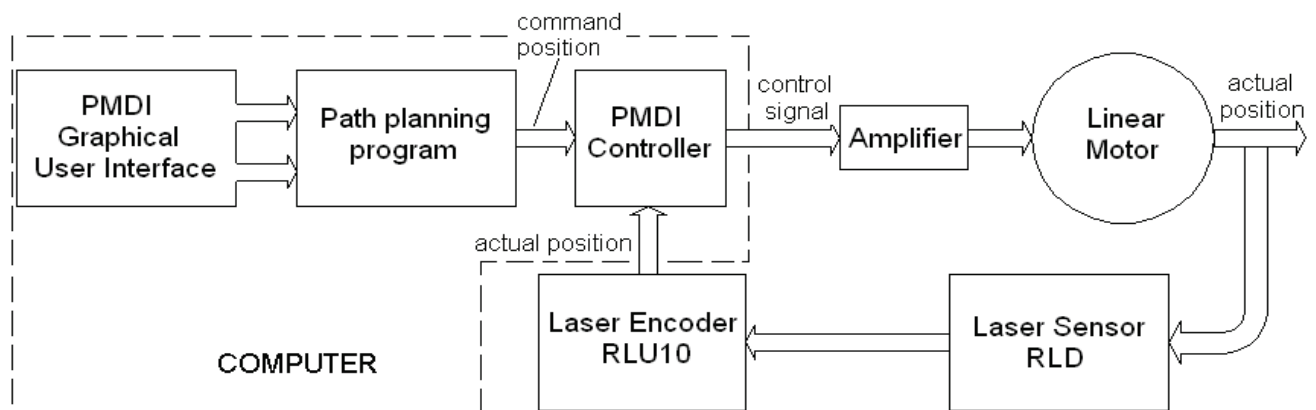 command
position
PMDI
Graphical
User Interface
Path planning
program
PMDI
Controller
control
signal
Amplifier
Linear
Motor
actual
position
actual position
Laser Encoder
RLU10
Laser Sensor
RLD
COMPUTER